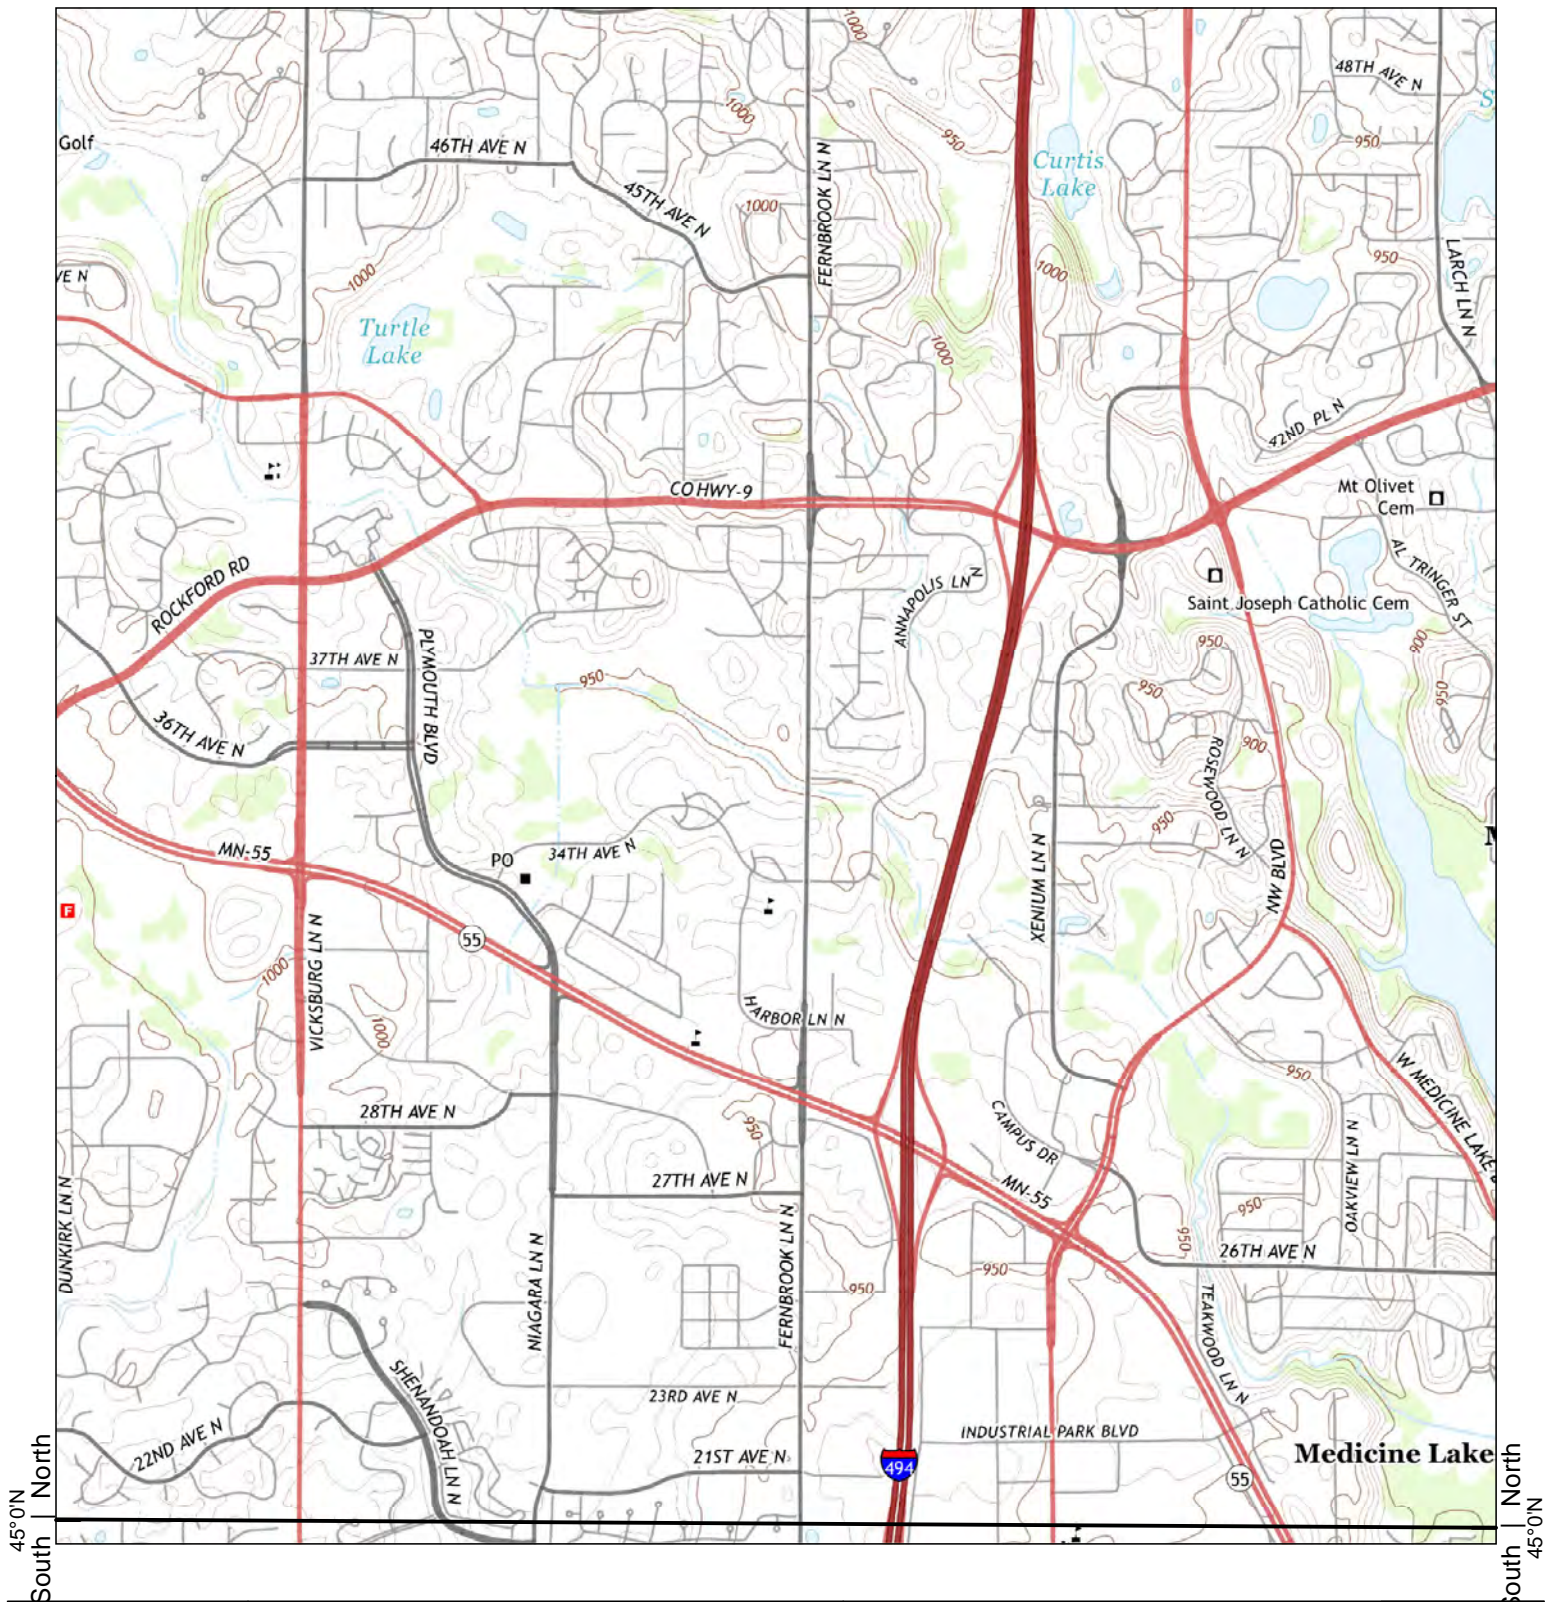 1000
48TH AVE N
S
Golf
1000
950
950
46TH AVE N
Curtis
Lake
45TH AVE N
1000
FERNBROOK LN N
LARCH LN N
950
VE N
1000
1000
Turtle
Lake
1000
42ND PL N
CO HWY-9
Mt Olivet
Cem
AL TRINGER ST
ROCKFORD RD
ANNAPOLIS LN N
Saint Joseph Catholic Cem
950
900
PLYMOUTH BLVD
37TH AVE N
950
950
950
36TH AVE N
ROSEWOOD LN N
900
950
MN-55
34TH AVE N
PO
XENIUM LN N
NW BLVD
F
55
VICKSBURG LN N
1000
1000
HARBOR LN N
950
W MEDICINE LAKE
28TH AVE N
950
CAMPUS DR
OAKVIEW LN N
27TH AVE N
MN-55
950
DUNKIRK LN N
950
26TH AVE N
NIAGARA LN N
FERNBROOK LN N
950
950
TEAKWOOD LN N
SHENANDOAH LN N
23RD AVE N
22ND AVE N
INDUSTRIAL PARK BLVD
21ST AVE N
494
Medicine Lake
55
45°0'N
South | North
South | North
45°0'N